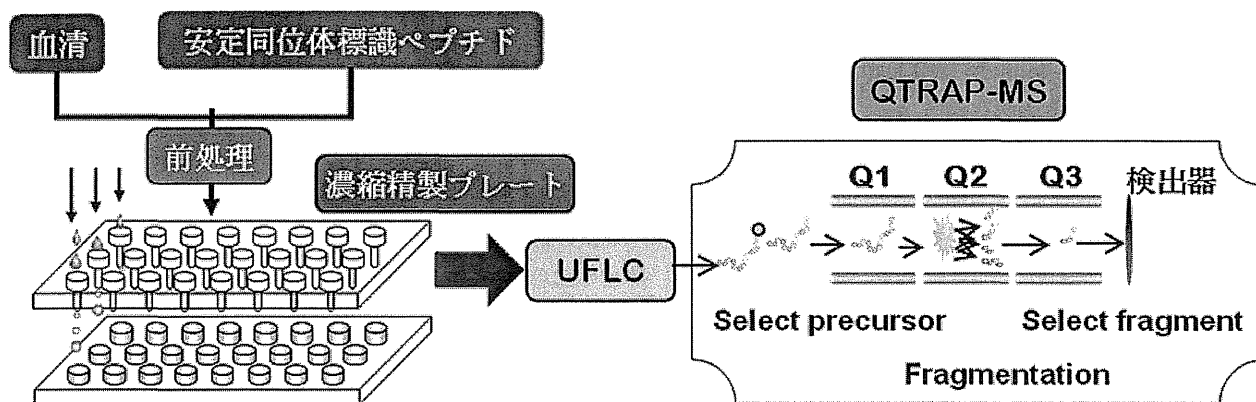 血清
安定同位体標識ペプチド
前処理
濃縮精製プレート
UFLC
QTRAP-MS
Q1
Q2
Q3
検出器
Select precursor
Select fragment
Fragmentation